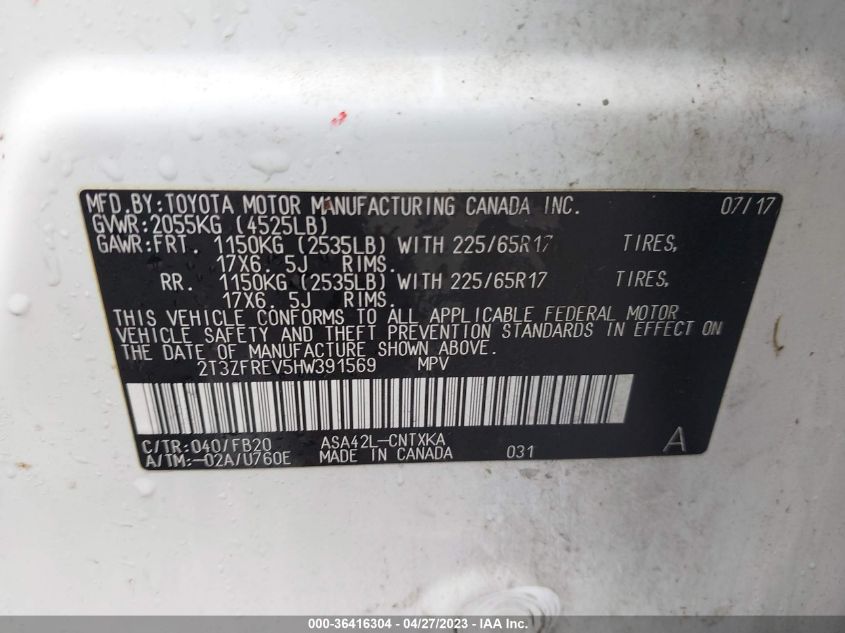 MFD.BY:TOYOTA MOTOR MANUFACTURING CANADA INC. 07/17
GVWR:2055KG (4525LB)
GAWR:FRT. 1150KG (2535LB) WITH 225/65R17 TIRES,
17X6. 5J RIMS.
RR. 1150KG (2535LB) WITH 225/65R17 TIRES,
17X6. 5J RIMS.
THIS VEHICLE CONFORMS TO ALL APPLICABLE FEDERAL MOTOR
VEHICLE SAFETY AND THEFT PREVENTION STANDARDS IN EFFECT ON
THE DATE OF MANUFACTURE SHOWN ABOVE.
2T3ZFREV5HW391569 MPV
C/TR:040/FB20 ASA42L-CNTXKA A
A/TM:-02A/U760E MADE IN CANADA 031
000-36416304 / 04/27/2023 - IAA Inc.